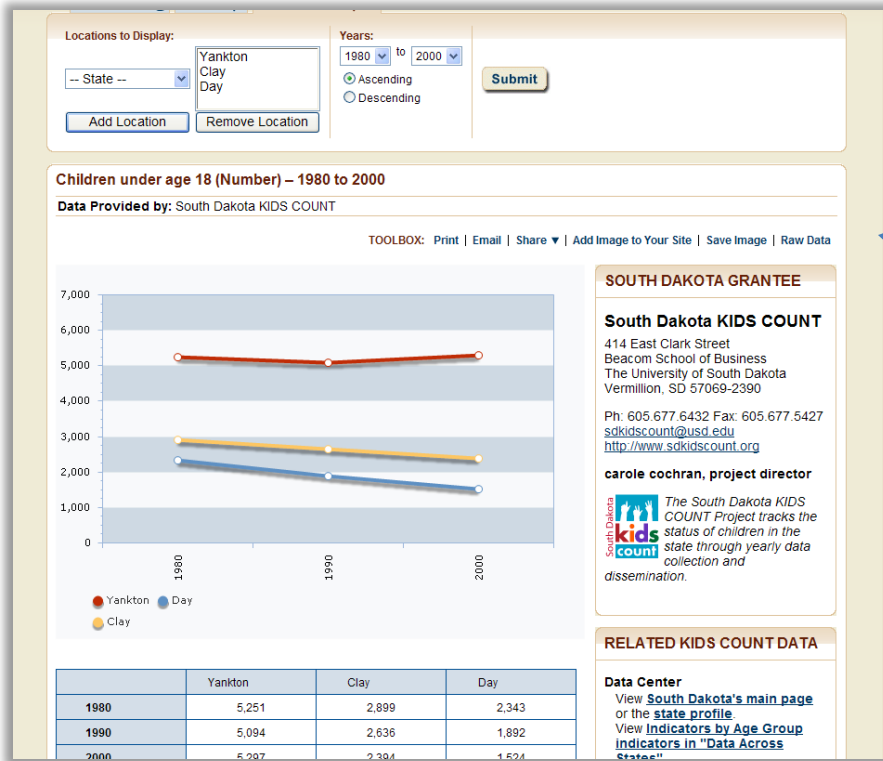 Locations to Display:
Years:
-- State --
Yankton
Clay
Day
1980 to 2000
Ascending
Descending
Submit
Add Location
Remove Location
Children under age 18 (Number) – 1980 to 2000
Data Provided by: South Dakota KIDS COUNT
TOOLBOX: Print | Email | Share ▼ | Add Image to Your Site | Save Image | Raw Data
7,000
6,000
5,000
4,000
3,000
2,000
1,000
0
1980
1990
2000
Yankton Day
Clay
Yankton Clay Day
1980 5,251 2,899 2,343
1990 5,094 2,636 1,892
2000 5,297 2,394 1,524
SOUTH DAKOTA GRANTEE
South Dakota KIDS COUNT
414 East Clark Street
Beacom School of Business
The University of South Dakota
Vermillion, SD 57069-2390
Ph: 605.677.6432 Fax: 605.677.5427
sdkidscount@usd.edu
http://www.sdkidscount.org
carole cochran, project director
South Dakota
kids
count
The South Dakota KIDS
COUNT Project tracks the
status of children in the
state through yearly data
collection and
dissemination.
RELATED KIDS COUNT DATA
Data Center
View South Dakota's main page
or the state profile.
View Indicators by Age Group
indicators in "Data Across
States"